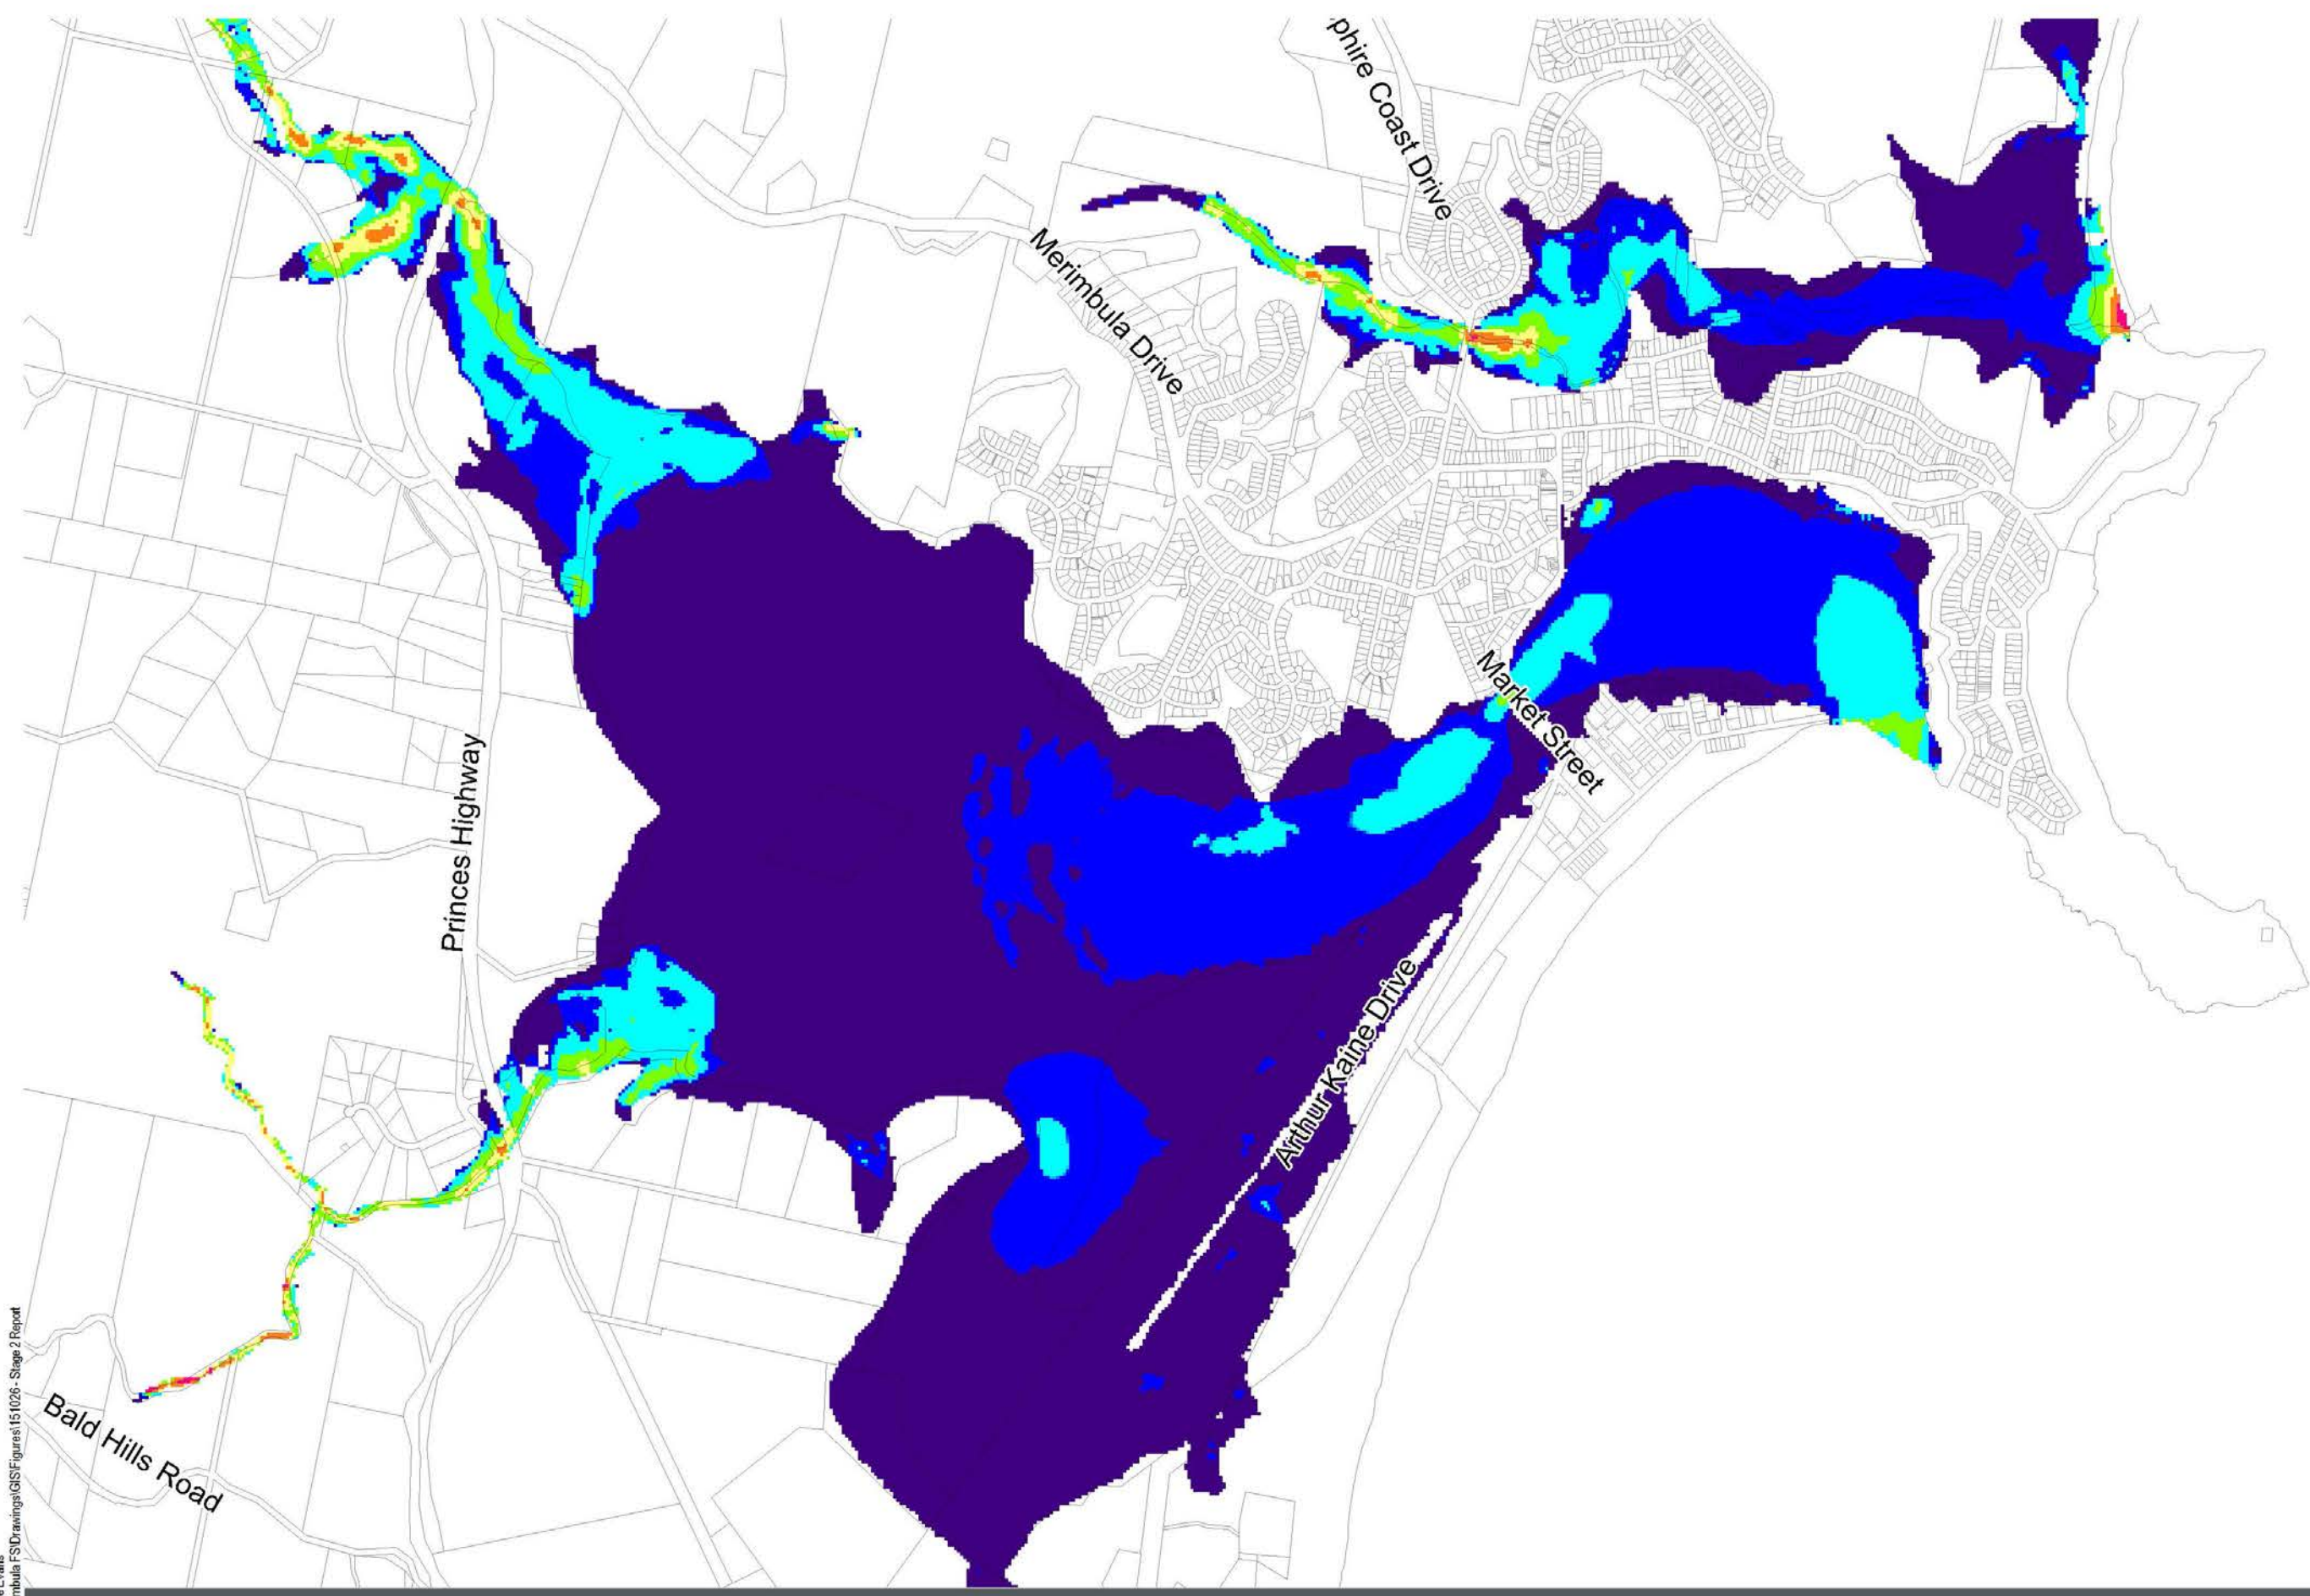 phire Coast Drive
Merimbula Drive
Market Street
Princes Highway
Arthur Kaine Drive
Bald Hills Road
mbula FS\Drawings\GIS\Figures\151026 - Stage 2 Report